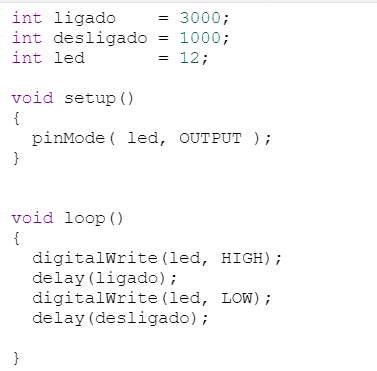 int ligado    = 3000;
int desligado = 1000;
int led       = 12;
void setup()
{
  pinMode( led, OUTPUT );
}
void loop()
{
  digitalWrite(led, HIGH);
  delay(ligado);
  digitalWrite(led, LOW);
  delay(desligado);
}